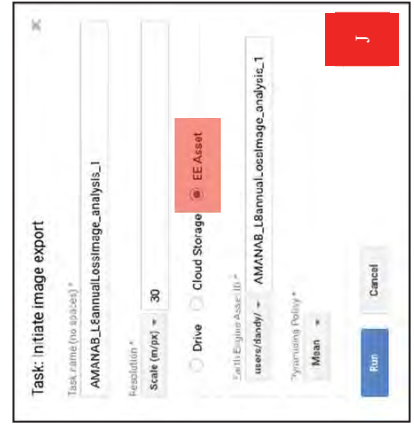 J
Task: Initiate image export
Task name (no spaces) *
AMANAB_L8annualLossImage_analysis_1
Resolution *
Scale (m/px) 30
Drive Cloud Storage EE Asset
Earth Engine Asset ID *
users/dandy/ AMANAB_L8annualLossImage_analysis_1
Pyramiding Policy *
Mean
Run Cancel